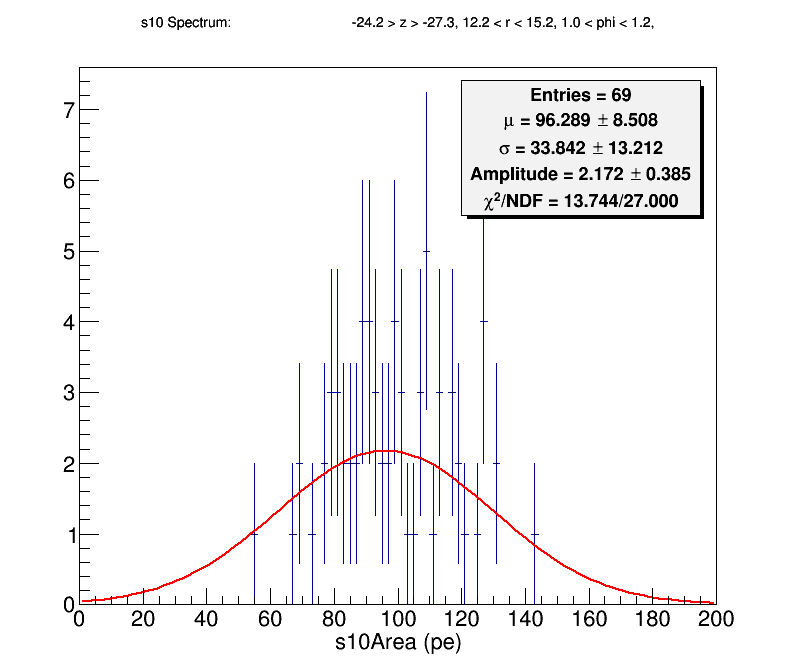 s10 Spectrum: -24.2 > z > -27.3, 12.2 < r < 15.2, 1.0 < phi < 1.2,
Entries = 69
μ = 96.289 ± 8.508
σ = 33.842 ± 13.212
Amplitude = 2.172 ± 0.385
χ²/NDF = 13.744/27.000
7
6
5
4
3
2
1
0
0 20 40 60 80 100 120 140 160 180 200
s10Area (pe)